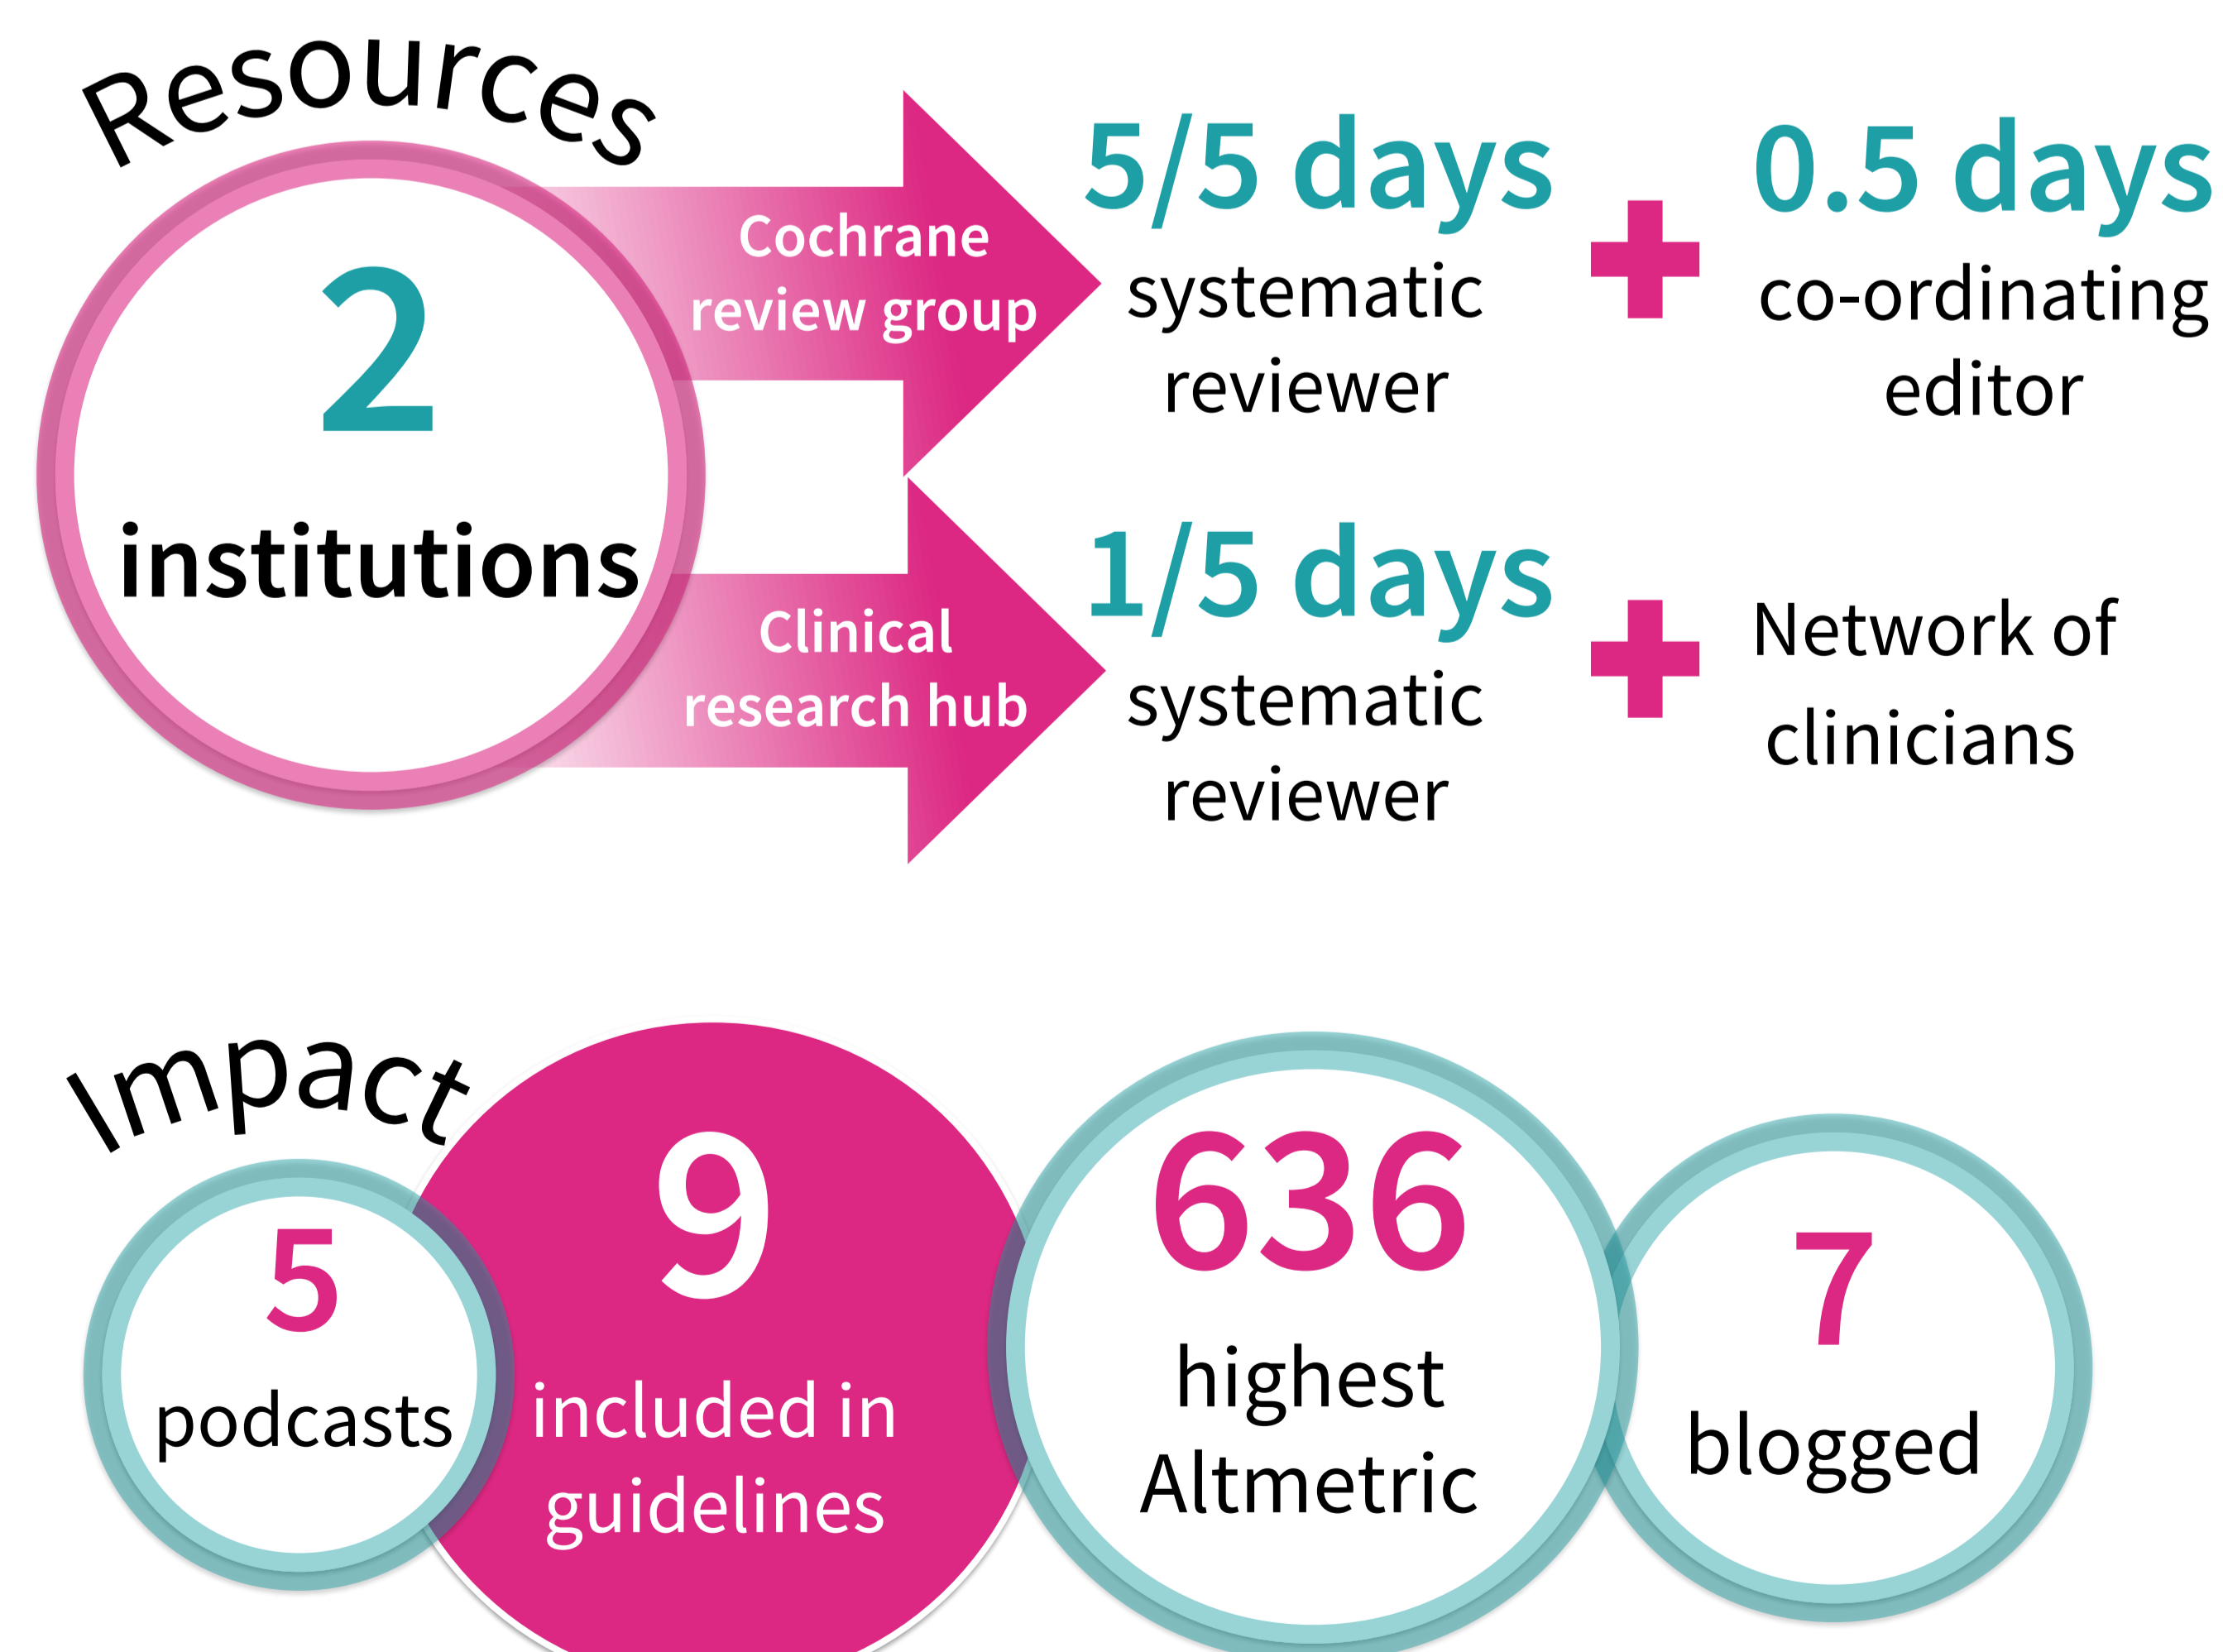 Resources
2
institutions
Cochrane
review group
5/5 days
systematic
reviewer
0.5 days
co-ordinating
editor
Clinical
research hub
1/5 days
systematic
reviewer
Network of
clinicians
Impact
5
podcasts
9
included in
guidelines
636
highest
Altmetric
7
blogged